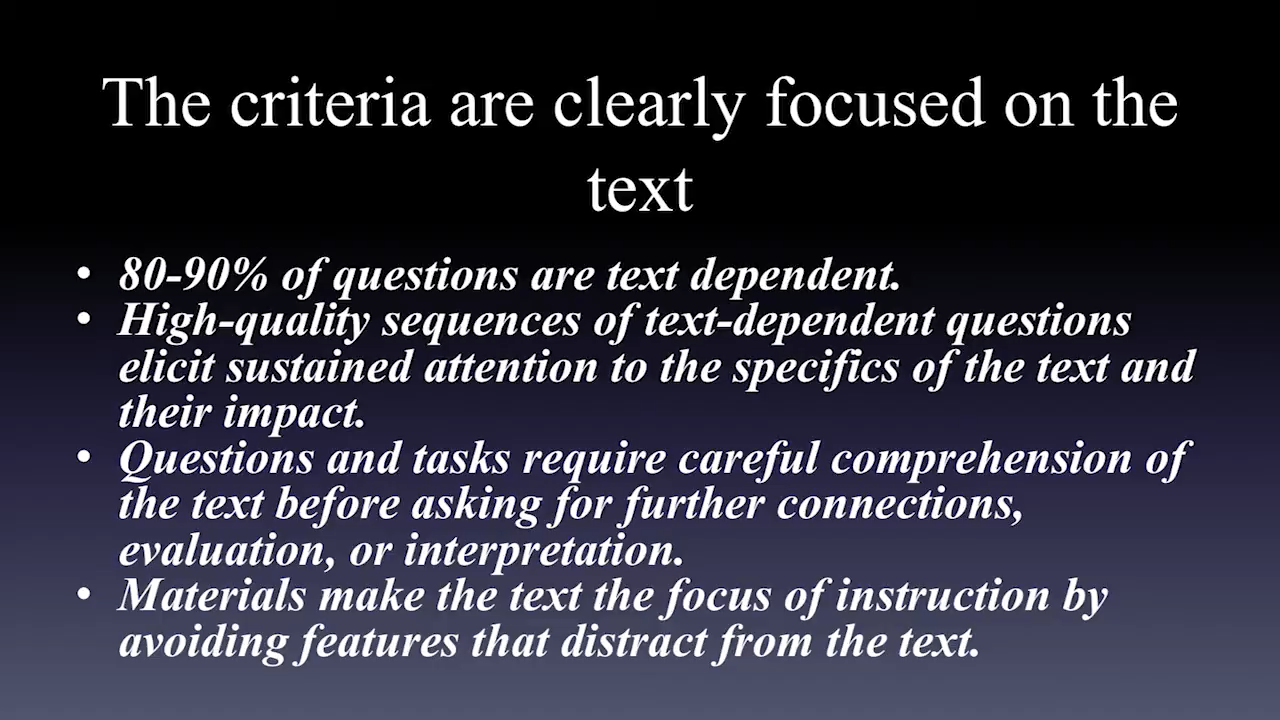 The criteria are clearly focused on the
text
• 80-90% of questions are text dependent.
• High-quality sequences of text-dependent questions
elicit sustained attention to the specifics of the text and
their impact.
• Questions and tasks require careful comprehension of
the text before asking for further connections,
evaluation, or interpretation.
• Materials make the text the focus of instruction by
avoiding features that distract from the text.